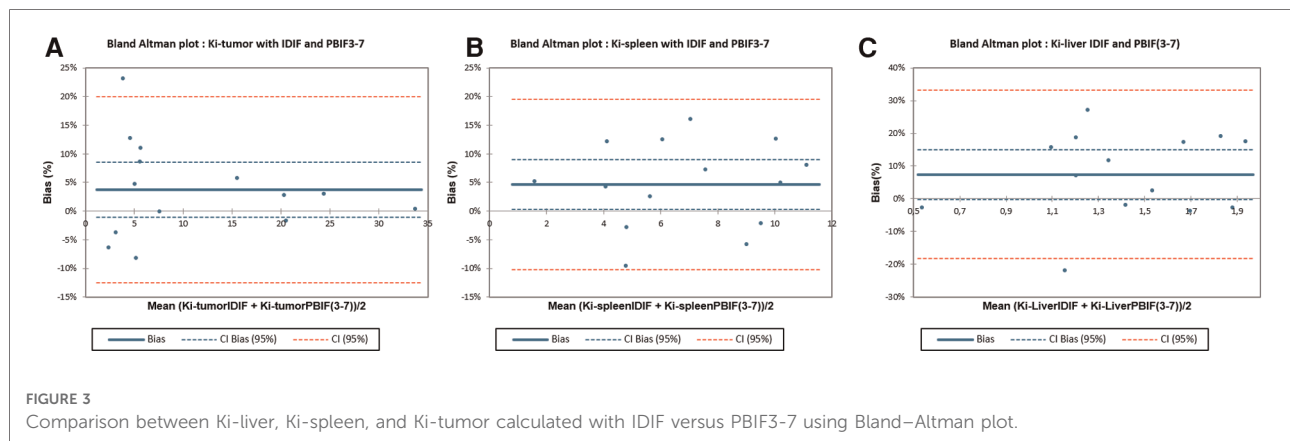 A
Bland Altman plot : Ki-tumor with IDIF and PBIF3-7
25%
20%
15%
10%
5%
0%
-5%
-10%
-15%
Bias (%)
0 5 10 15 20 25 30 35
Mean (Ki-tumorIDIF + Ki-tumorPBIF(3-7))/2
Bias CI Bias (95%) CI (95%)
B
Bland Altman plot : Ki-spleen with IDIF and PBIF3-7
25%
20%
15%
10%
5%
0%
-5%
-10%
-15%
Bias (%)
0 2 4 6 8 10 12
Mean (Ki-spleenIDIF + Ki-spleenPBIF(3-7))/2
Bias CI Bias (95%) CI (95%)
C
Bland Altman plot : Ki-liver IDIF and PBIF(3-7)
40%
30%
20%
10%
0%
-10%
-20%
-30%
Bias(%)
0,5 0,7 0,9 1,1 1,3 1,5 1,7 1,9
Mean (Ki-LiverIDIF + Ki-LiverPBIF(3-7))/2
Bias CI Bias (95%) CI (95%)
FIGURE 3
Comparison between Ki-liver, Ki-spleen, and Ki-tumor calculated with IDIF versus PBIF3-7 using Bland–Altman plot.